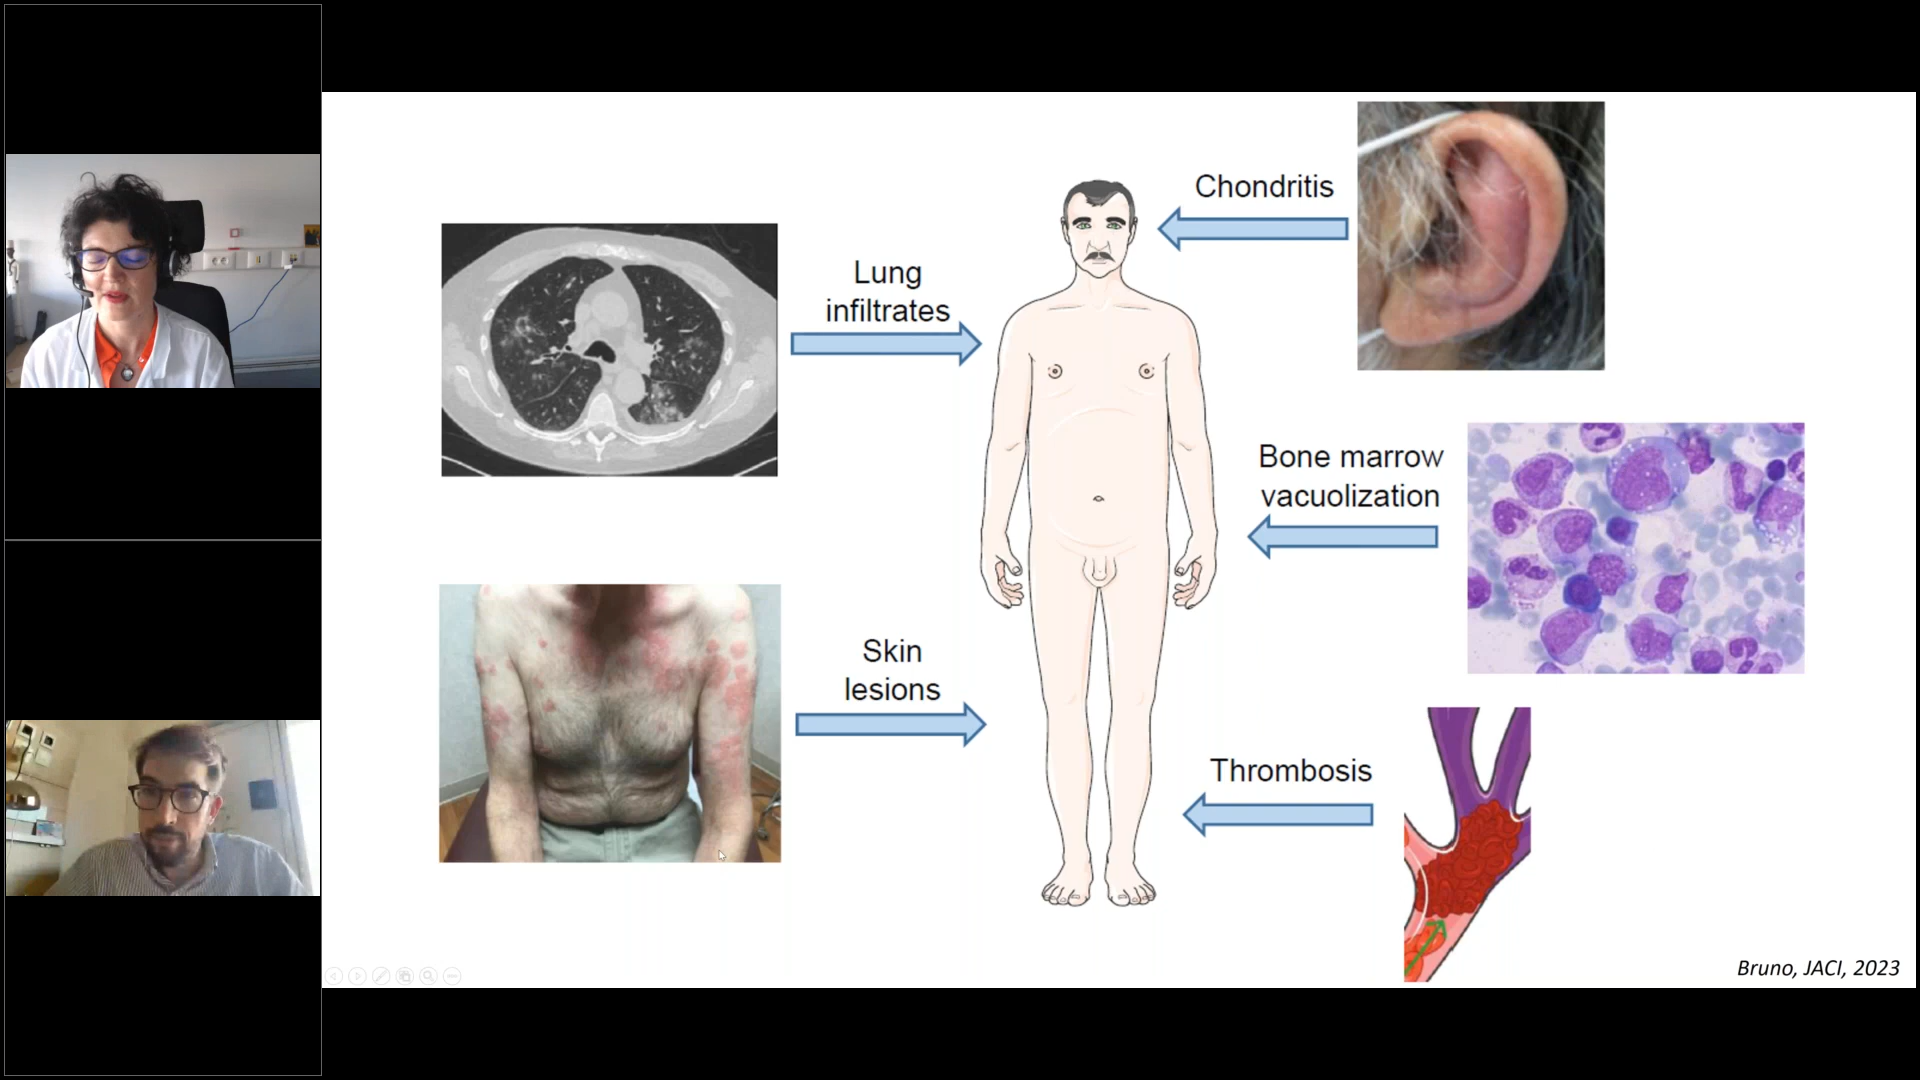 Chondritis
Lung
infiltrates
Bone marrow
vacuolization
Skin
lesions
Thrombosis
Bruno, JACI, 2023